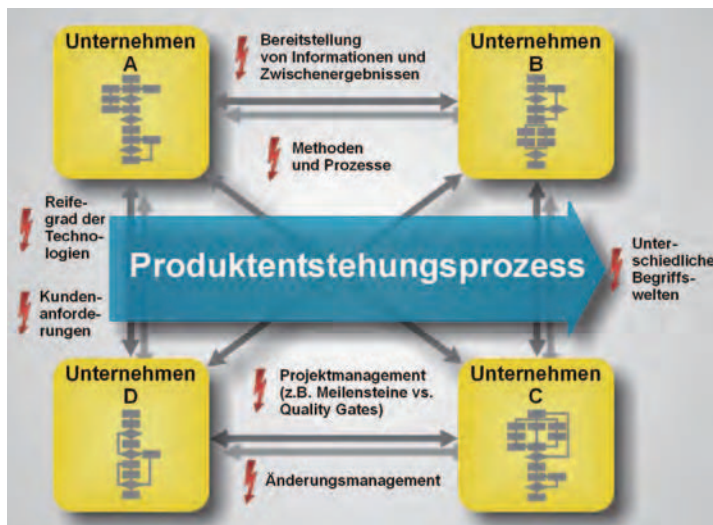 Unternehmen
A
Bereitstellung
von Informationen und
Zwischenergebnissen
Unternehmen
B
Methoden
und Prozesse
Reife-
grad der
Techno-
logien
Produktentstehungsprozess
Unter-
schiedliche
Begriffs-
welten
Kunden-
anforde-
rungen
Unternehmen
D
Projektmanagement
(z.B. Meilensteine vs.
Quality Gates)
Unternehmen
C
Änderungsmanagement